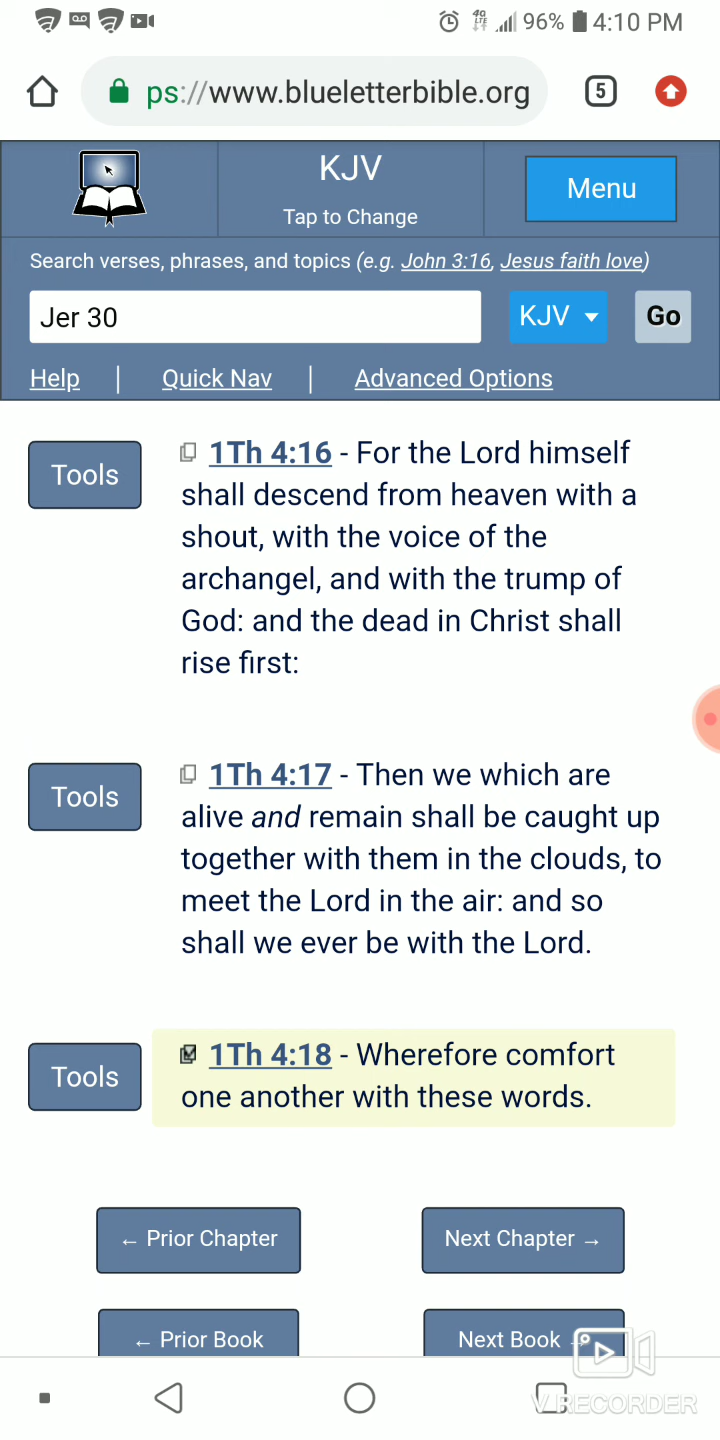 4G
LTE
96%
4:10 PM
ps://www.blueletterbible.org
5
KJV
Tap to Change
Menu
Search verses, phrases, and topics (e.g. John 3:16, Jesus faith love)
Jer 30
KJV
Go
Help | Quick Nav | Advanced Options
Tools
1Th 4:16 - For the Lord himself
shall descend from heaven with a
shout, with the voice of the
archangel, and with the trump of
God: and the dead in Christ shall
rise first:
Tools
1Th 4:17 - Then we which are
alive and remain shall be caught up
together with them in the clouds, to
meet the Lord in the air: and so
shall we ever be with the Lord.
Tools
1Th 4:18 - Wherefore comfort
one another with these words.
← Prior Chapter
Next Chapter →
← Prior Book
Next Book
V RECORDER